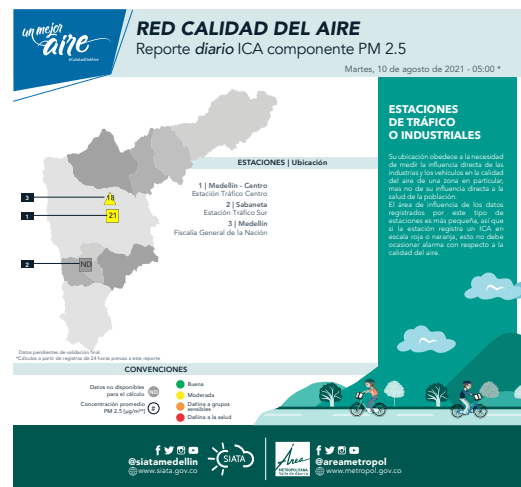 un mejor
aire
#CalidadDelAire
RED CALIDAD DEL AIRE
Reporte diario ICA componente PM 2.5
Martes, 10 de agosto de 2021 - 05:00 *
ESTACIONES | Ubicación
1 | Medellín - Centro
Estación Tráfico Centro
2 | Sabaneta
Estación Tráfico Sur
3 | Medellín
Fiscalía General de la Nación
3
18
1
21
2
ND
ESTACIONES
DE TRÁFICO
O INDUSTRIALES
Su ubicación obedece a la necesidad
de medir la influencia directa de las
industrias y los vehículos en la calidad
del aire de una zona en particular,
mas no de su influencia directa a la
salud de la población.
El área de influencia de los datos
registrados por este tipo de
estaciones es más pequeña, así que
si la estación registra un ICA en
escala roja o naranja, esto no debe
ocasionar alarma con respecto a la
calidad del aire.
Datos pendientes de validación final.
*Cálculos a partir de registros de 24 horas previas a este reporte
CONVENCIONES
Datos no disponibles
para el cálculo
ND
Concentración promedio
PM 2.5 [µg/m³*]
#
Buena
Moderada
Dañina a grupos
sensibles
Dañina a la salud
@siatamedellin
www.siata.gov.co
SIATA
Área
METROPOLITANA
Valle de Aburrá
@areametropol
www.metropol.gov.co